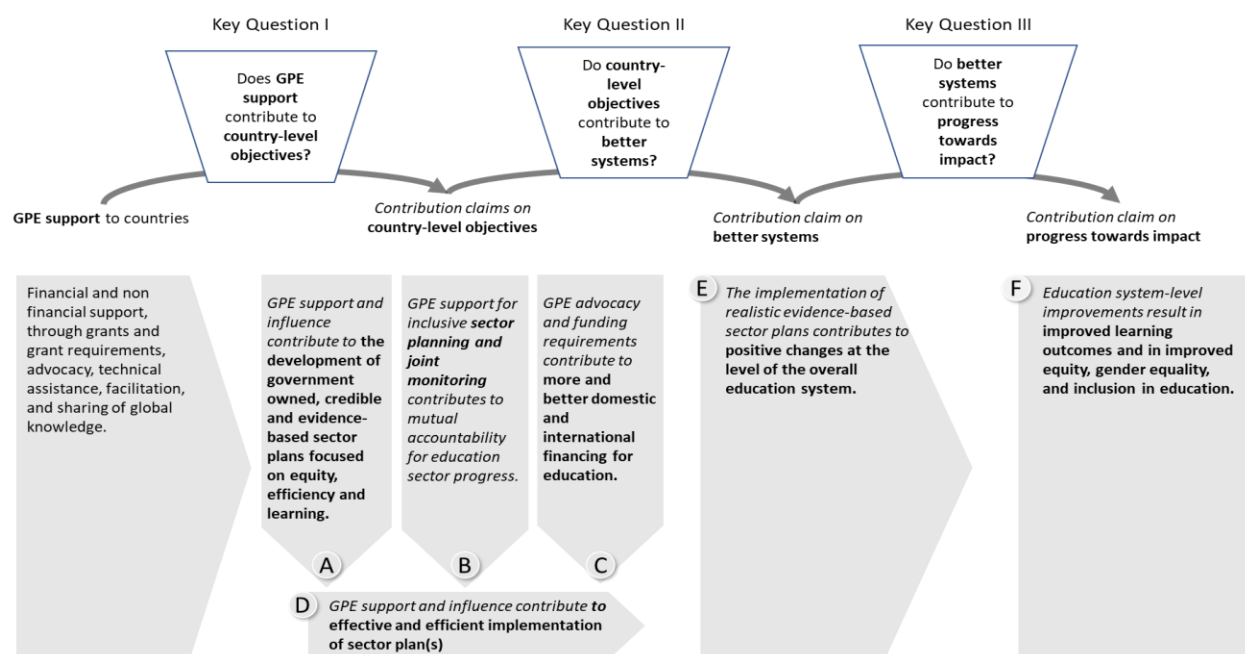 Key Question I
Key Question II
Key Question III
Does GPE
support
contribute to
country-level
objectives?
Do country-
level
objectives
contribute to
better
systems?
Do better
systems
contribute to
progress
towards
impact?
GPE support to countries
Contribution claims on
country-level objectives
Contribution claim on
better systems
Contribution claim on
progress towards impact
Financial and non
financial support,
through grants and
grant requirements,
advocacy, technical
assistance, facilitation,
and sharing of global
knowledge.
GPE support and
influence
contribute to the
development of
government
owned, credible
and evidence-
based sector
plans focused
on equity,
efficiency and
learning.
A
GPE support for
inclusive sector
planning and
joint
monitoring
contributes to
mutual
accountability
for education
sector progress.
B
GPE advocacy
and funding
requirements
contribute to
more and
better domestic
and
international
financing for
education.
C
D
GPE support and influence contribute to
effective and efficient implementation
of sector plan(s)
E
The implementation of
realistic evidence-based
sector plans contributes to
positive changes at the
level of the overall
education system.
F
Education system-level
improvements result in
improved learning
outcomes and in improved
equity, gender equality,
and inclusion in education.